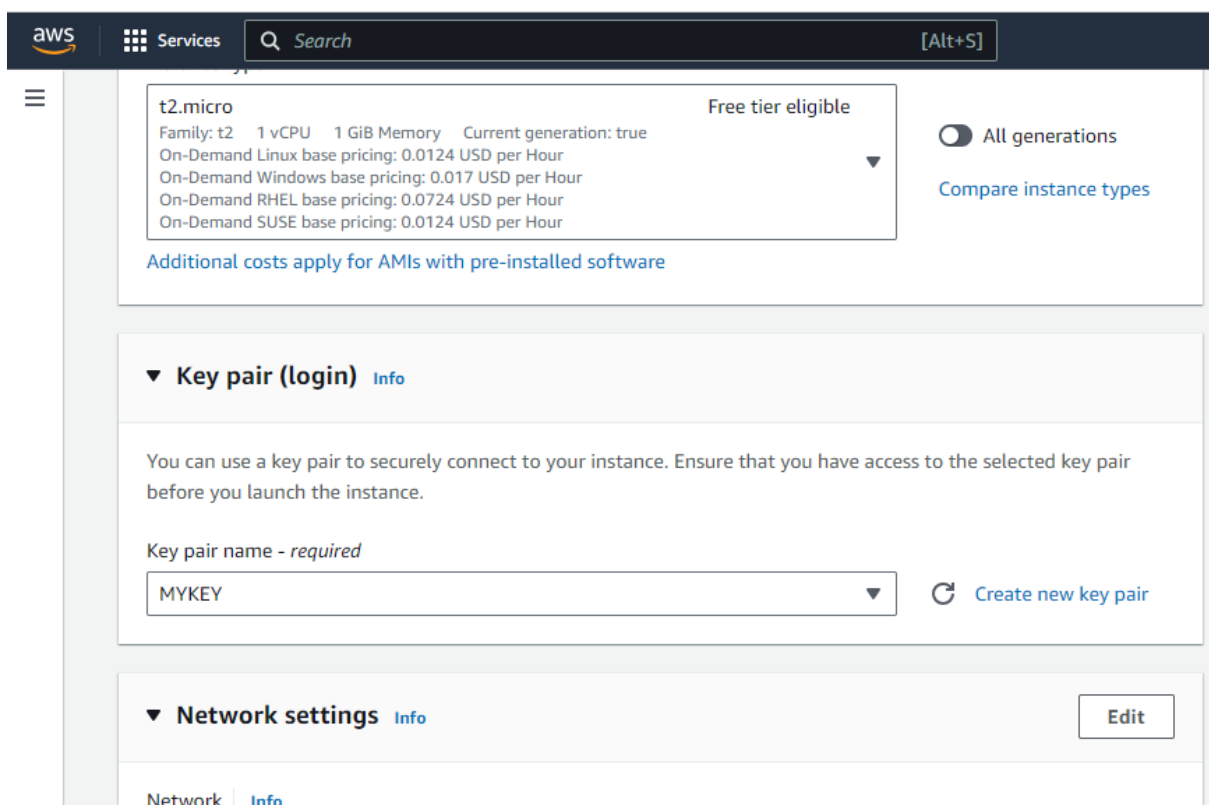 aws
Services
Search
[Alt+S]
t2.micro
Free tier eligible
Family: t2 1 vCPU 1 GiB Memory Current generation: true
On-Demand Linux base pricing: 0.0124 USD per Hour
On-Demand Windows base pricing: 0.017 USD per Hour
On-Demand RHEL base pricing: 0.0724 USD per Hour
On-Demand SUSE base pricing: 0.0124 USD per Hour
All generations
Compare instance types
Additional costs apply for AMIs with pre-installed software
Key pair (login) Info
You can use a key pair to securely connect to your instance. Ensure that you have access to the selected key pair
before you launch the instance.
Key pair name - required
MYKEY
Create new key pair
Network settings Info
Edit
Network Info